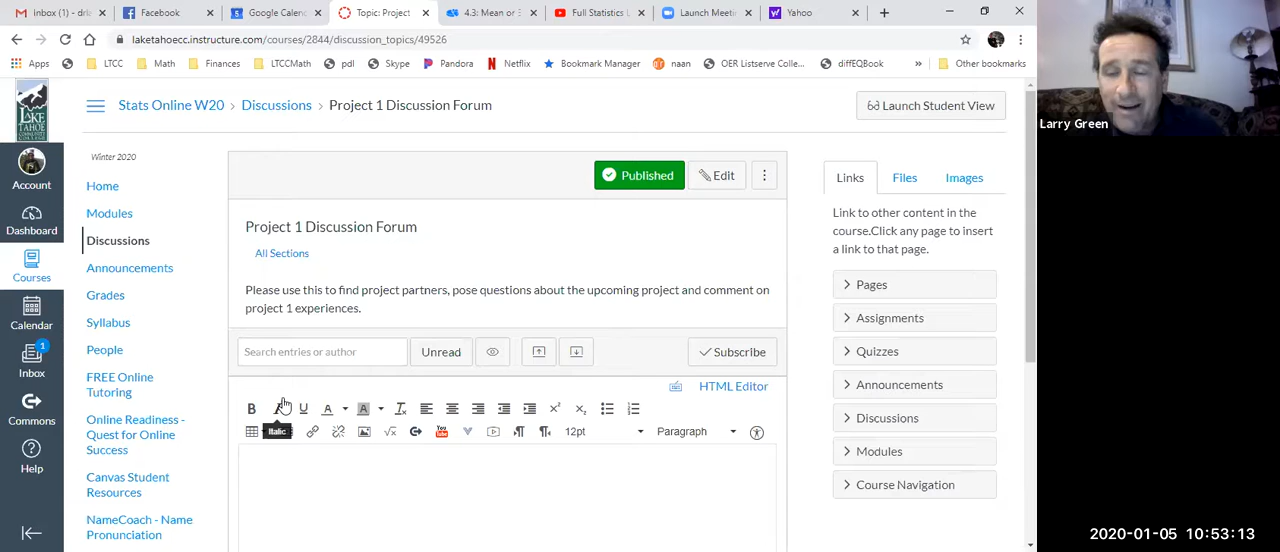 Inbox (1) - drla
Facebook
Google Calen
Topic: Project
4.3: Mean or
Full Statistics L
Launch Meeti
Yahoo
laketahoecc.instructure.com/courses/2844/discussion_topics/49526
Apps LTCC Math Finances LTCCMath pdl Skype Pandora Netflix Bookmark Manager naan OER Listserve Colle... diffEQBook » Other bookmarks
Stats Online W20 > Discussions > Project 1 Discussion Forum
Launch Student View
Larry Green
LAKE TAHOE
Account
Dashboard
Courses
Calendar
1
Inbox
Commons
Help
Winter 2020
Home
Modules
Discussions
Announcements
Grades
Syllabus
People
FREE Online
Tutoring
Online Readiness -
Quest for Online
Success
Canvas Student
Resources
NameCoach - Name
Pronunciation
Published
Edit
Project 1 Discussion Forum
All Sections
Please use this to find project partners, pose questions about the upcoming project and comment on
project 1 experiences.
Search entries or author
Unread
Subscribe
HTML Editor
B I U A A
Italic
12pt
Paragraph
Links
Files
Images
Link to other content in the
course.Click any page to insert
a link to that page.
Pages
Assignments
Quizzes
Announcements
Discussions
Modules
Course Navigation
2020-01-05 10:53:13